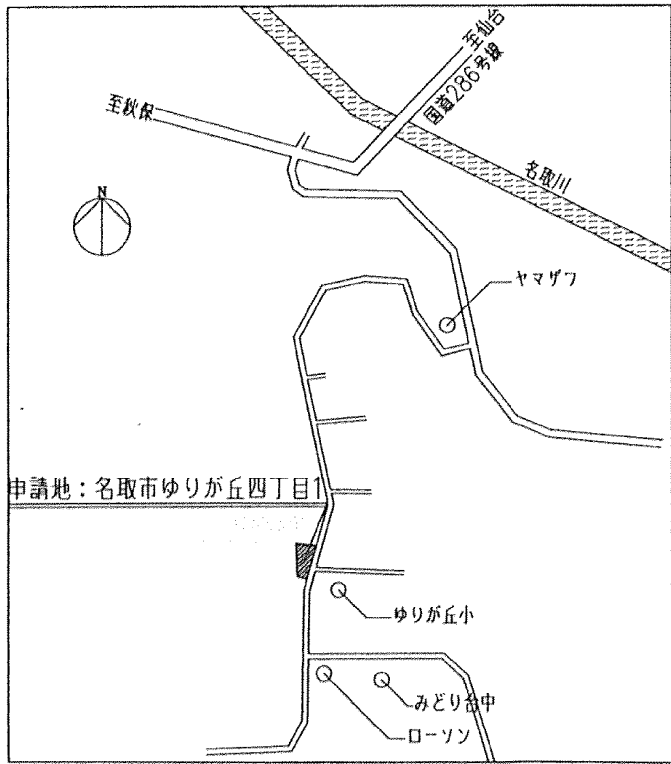 至仙台
国道286号線
至秋保
名取川
N
ヤマザワ
申請地：名取市ゆりが丘四丁目1
ゆりが丘小
みどり台中
ローソン